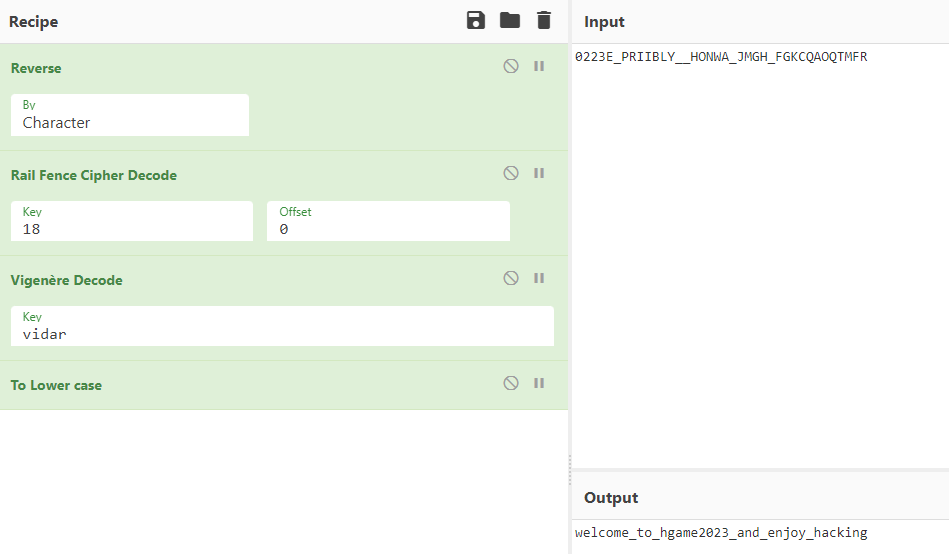 Recipe
Reverse
By
Character
Rail Fence Cipher Decode
Key
18
Offset
0
Vigenère Decode
Key
vidar
To Lower case
Input
0223E_PRIIBLY__HONWA_JMGH_FGKCQAOQTMFR
Output
welcome_to_hgame2023_and_enjoy_hacking